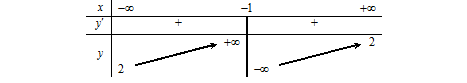 x −∞ −1 +∞
y' + +
+∞ 2
y
2 −∞